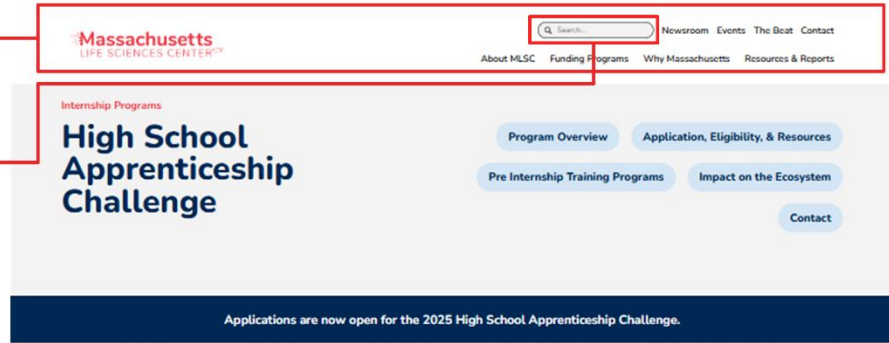 Massachusetts
LIFE SCIENCES CENTER
Search...
Newsroom Events The Beat Contact
About MLSC Funding Programs Why Massachusetts Resources & Reports
Internship Programs
High School
Apprenticeship
Challenge
Program Overview
Application, Eligibility, & Resources
Pre Internship Training Programs
Impact on the Ecosystem
Contact
Applications are now open for the 2025 High School Apprenticeship Challenge.